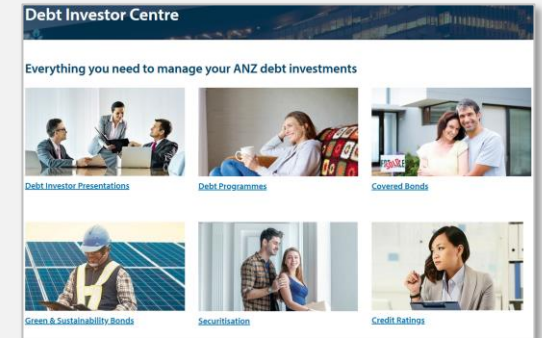 Debt Investor Centre
Everything you need to manage your ANZ debt investments
Debt Investor Presentations
Debt Programmes
Covered Bonds
Green & Sustainability Bonds
Securitisation
Credit Ratings